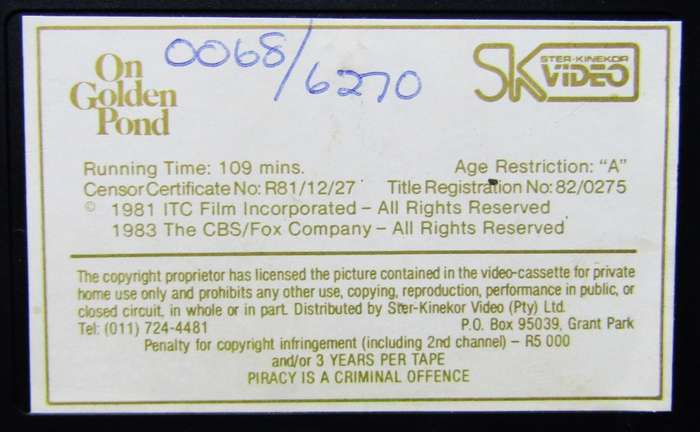 On
Golden
Pond
0068/
6270
SK STER-KINEKOR
VIDEO
Running Time: 109 mins. Age Restriction: "A"
Censor Certificate No: R81/12/27 Title Registration No: 82/0275
© 1981 ITC Film Incorporated – All Rights Reserved
1983 The CBS/Fox Company – All Rights Reserved
The copyright proprietor has licensed the picture contained in the video-cassette for private
home use only and prohibits any other use, copying, reproduction, performance in public, or
closed circuit, in whole or in part. Distributed by Ster-Kinekor Video (Pty) Ltd.
Tel: (011) 724-4481 P.O. Box 95039, Grant Park
Penalty for copyright infringement (including 2nd channel) – R5 000
and/or 3 YEARS PER TAPE
PIRACY IS A CRIMINAL OFFENCE